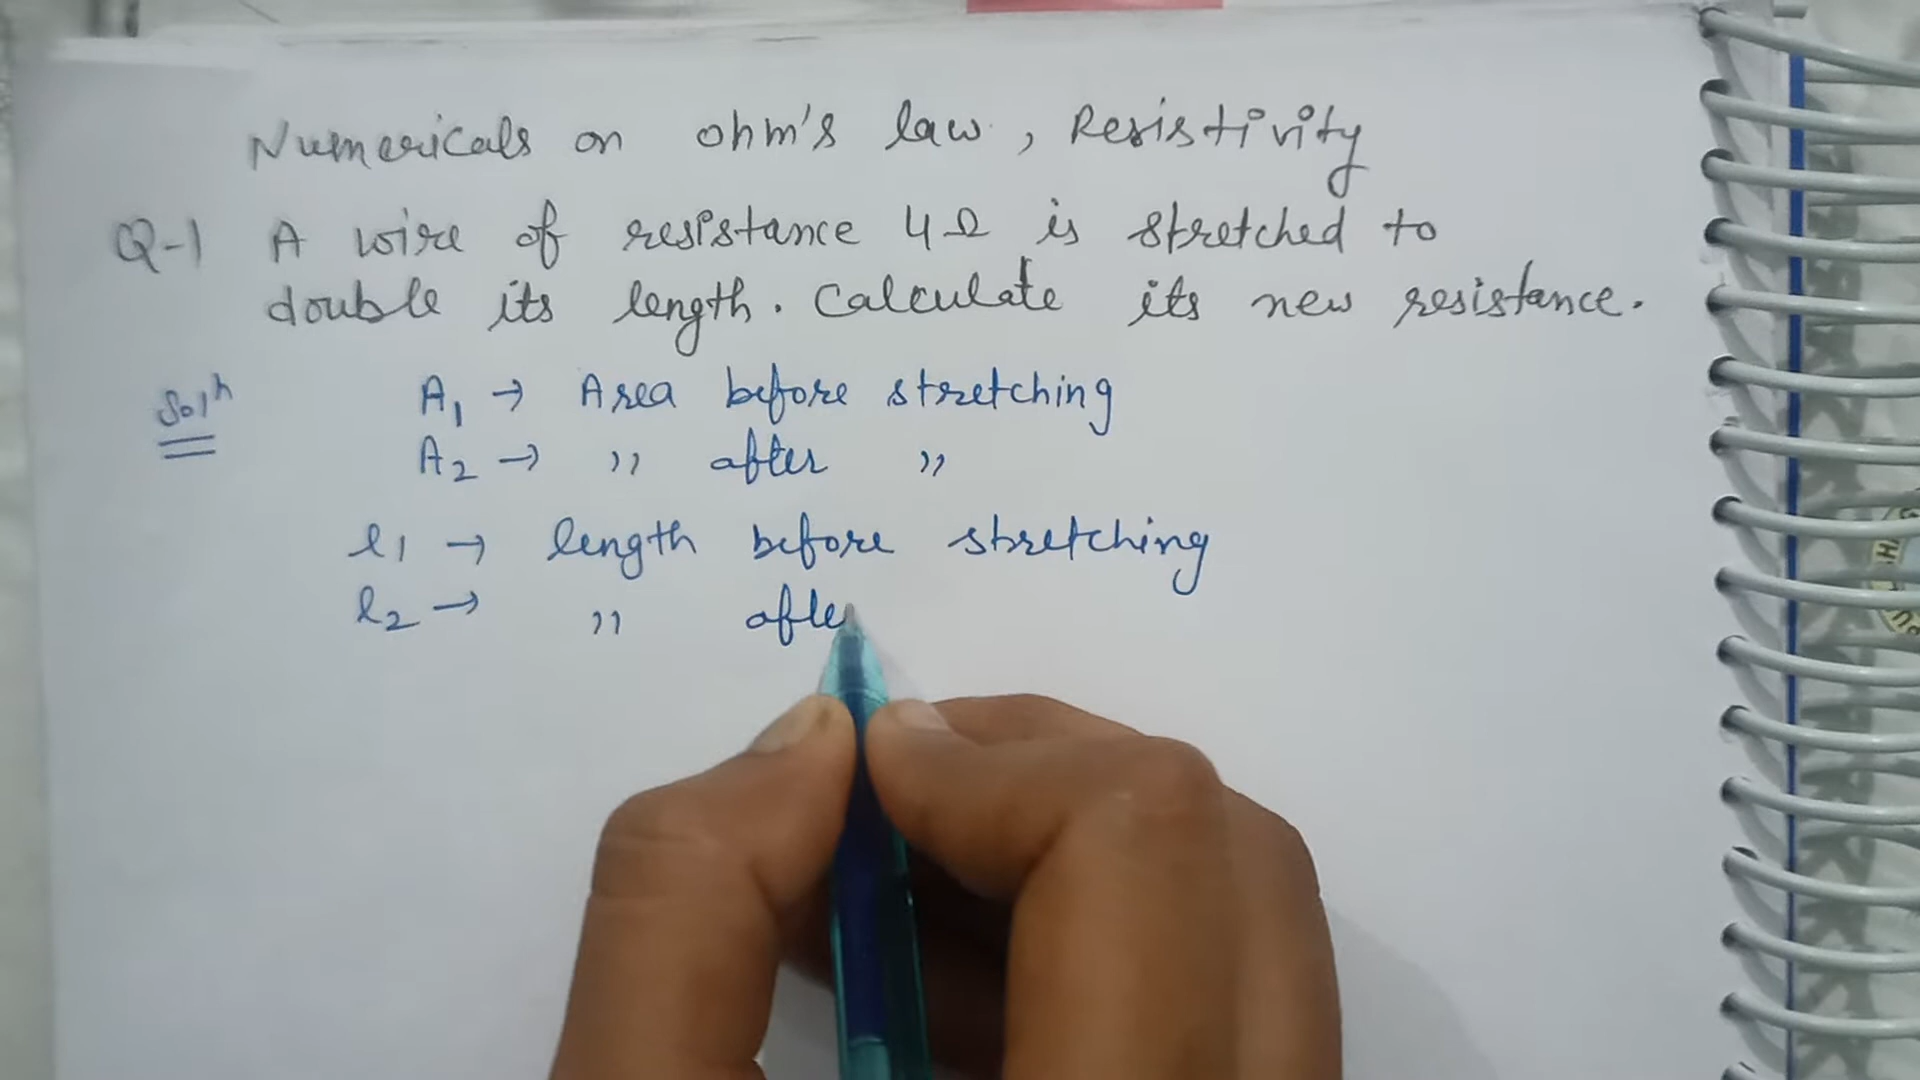 Numericals on ohm's law, Resistivity
Q-1 A wire of resistance 4Ω is stretched to
double its length. Calculate its new resistance.
Solⁿ A₁ → Area before stretching
A₂ → ,, after ,,
l₁ → length before stretching
l₂ → ,, afte